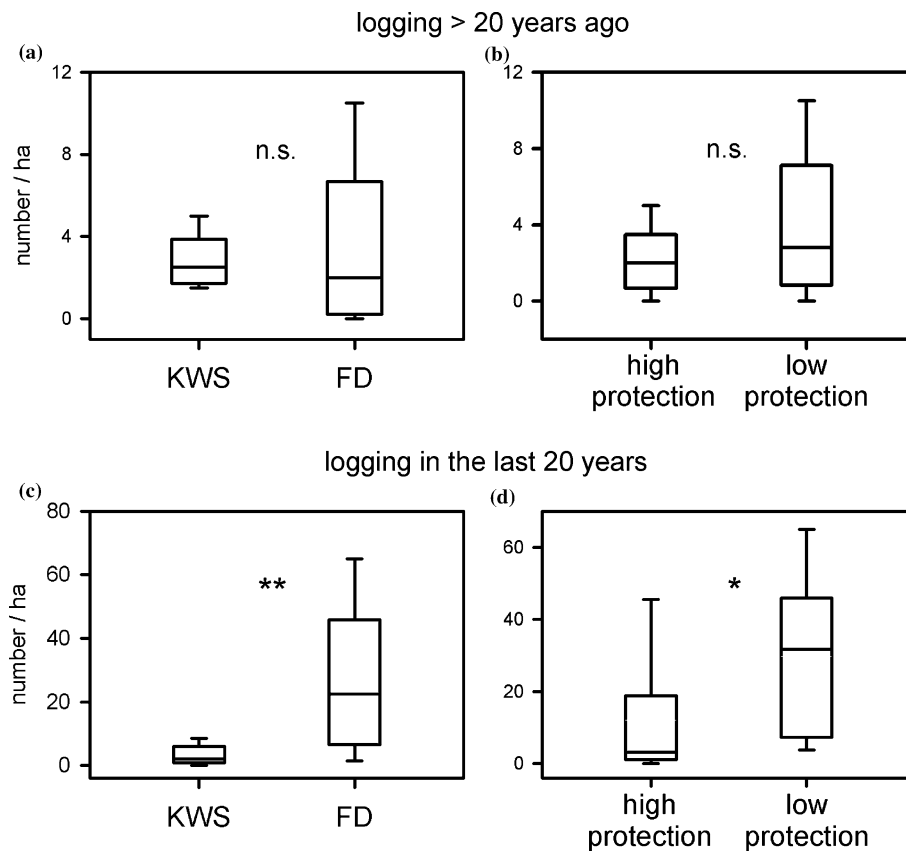 logging > 20 years ago
(a)
12
8
4
0
number / ha
n.s.
KWS
FD
(b)
12
8
4
0
n.s.
high
protection
low
protection
logging in the last 20 years
(c)
80
60
40
20
0
number / ha
**
KWS
FD
(d)
60
40
20
0
*
high
protection
low
protection